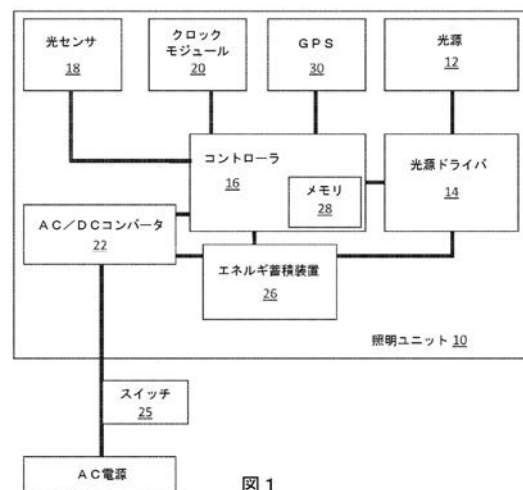 光センサ
18
クロック
モジュール
20
GPS
30
光源
12
コントローラ
16
メモリ
28
光源ドライバ
14
AC/DCコンバータ
22
エネルギ蓄積装置
26
照明ユニット 10
スイッチ
25
AC電源
図1